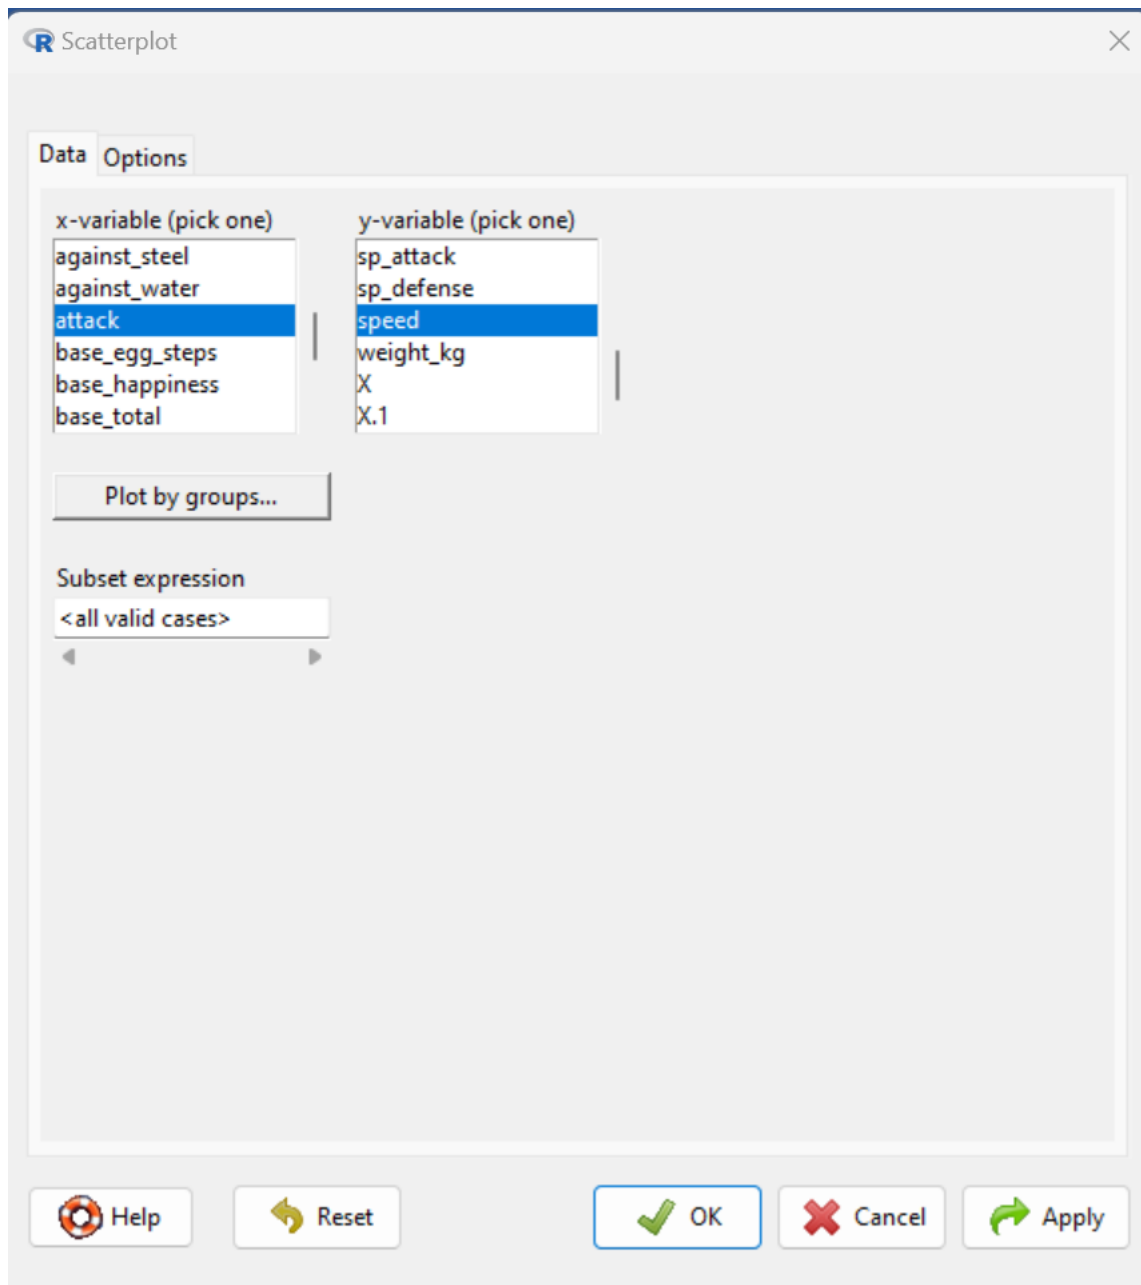 R Scatterplot
Data Options
x-variable (pick one)
against_steel
against_water
attack
base_egg_steps
base_happiness
base_total
y-variable (pick one)
sp_attack
sp_defense
speed
weight_kg
X
X.1
Plot by groups...
Subset expression
<all valid cases>
Help Reset OK Cancel Apply